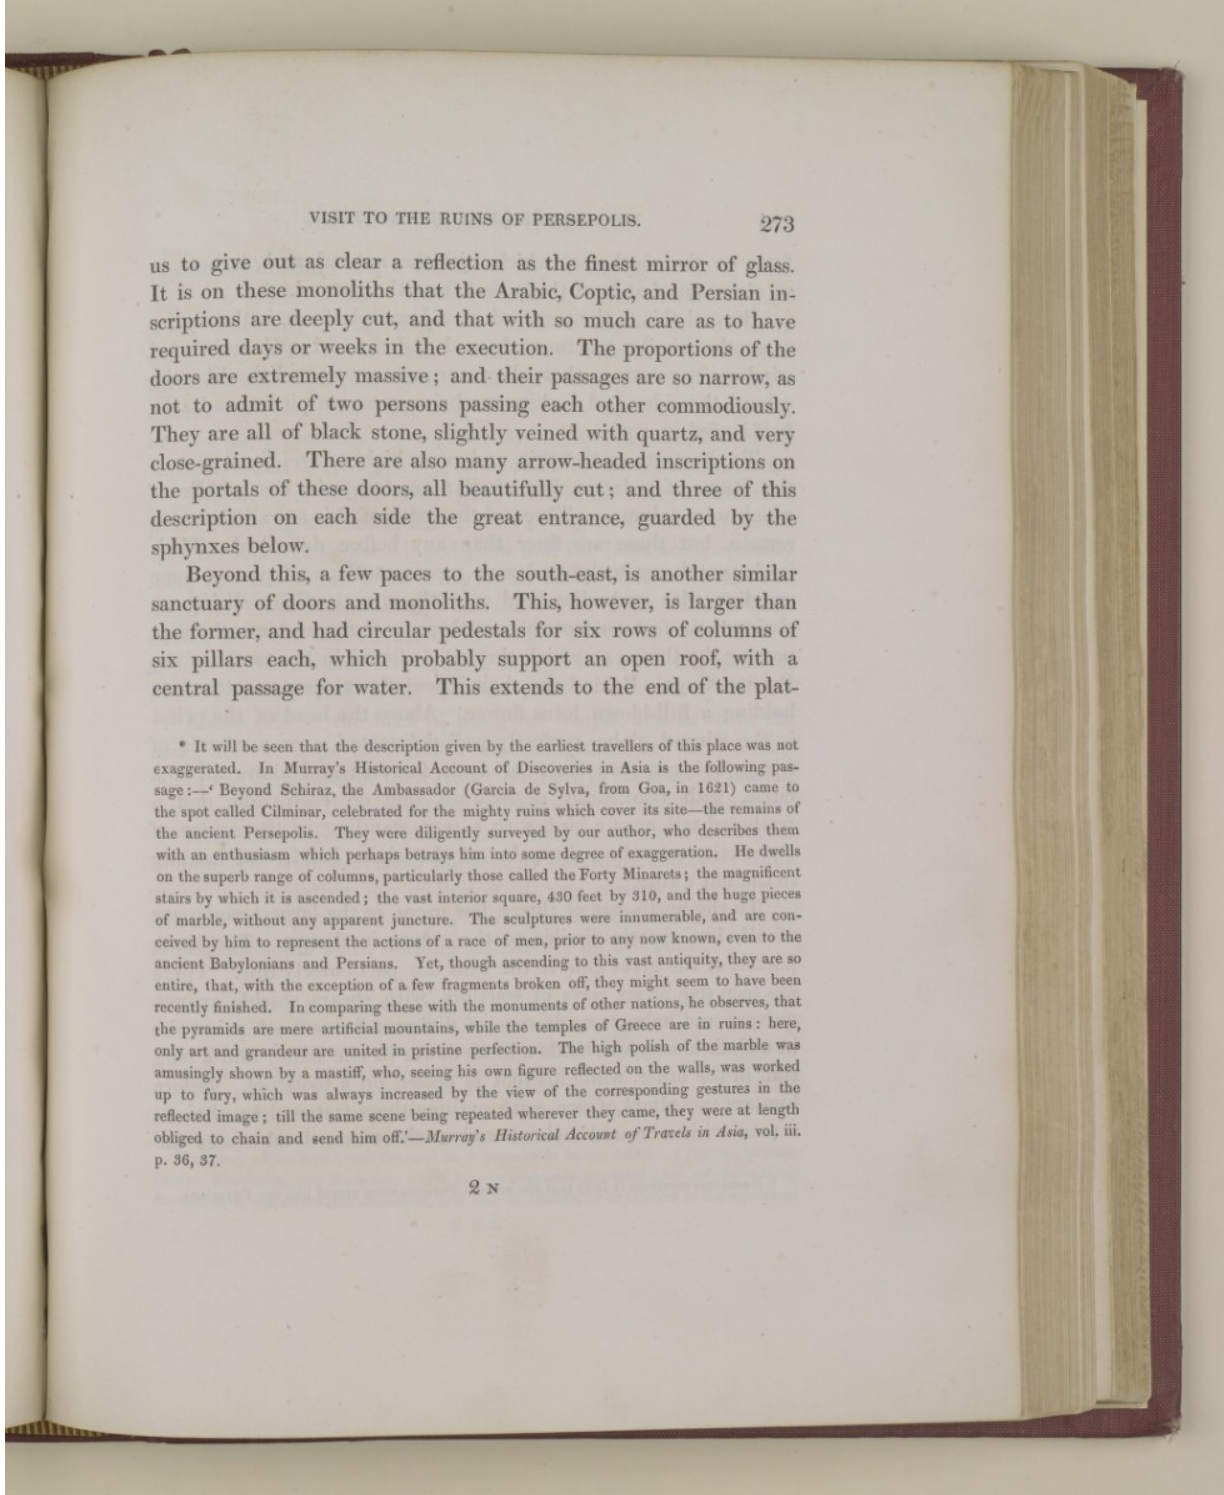 VISIT TO THE RUINS OF PERSEPOLIS. 273
us to give out as clear a reflection as the finest mirror of glass.
It is on these monoliths that the Arabic, Coptic, and Persian in-
scriptions are deeply cut, and that with so much care as to have
required days or weeks in the execution. The proportions of the
doors are extremely massive; and their passages are so narrow, as
not to admit of two persons passing each other commodiously.
They are all of black stone, slightly veined with quartz, and very
close-grained. There are also many arrow-headed inscriptions on
the portals of these doors, all beautifully cut; and three of this
description on each side the great entrance, guarded by the
sphynxes below.
Beyond this, a few paces to the south-east, is another similar
sanctuary of doors and monoliths. This, however, is larger than
the former, and had circular pedestals for six rows of columns of
six pillars each, which probably support an open roof, with a
central passage for water. This extends to the end of the plat-
* It will be seen that the description given by the earliest travellers of this place was not
exaggerated. In Murray's Historical Account of Discoveries in Asia is the following pas-
sage:—‘ Beyond Schiraz, the Ambassador (Garcia de Sylva, from Goa, in 1621) came to
the spot called Cilminar, celebrated for the mighty ruins which cover its site—the remains of
the ancient Persepolis. They were diligently surveyed by our author, who describes them
with an enthusiasm which perhaps betrays him into some degree of exaggeration. He dwells
on the superb range of columns, particularly those called the Forty Minarets; the magnificent
stairs by which it is ascended; the vast interior square, 430 feet by 310, and the huge pieces
of marble, without any apparent juncture. The sculptures were innumerable, and are con-
ceived by him to represent the actions of a race of men, prior to any now known, even to the
ancient Babylonians and Persians. Yet, though ascending to this vast antiquity, they are so
entire, that, with the exception of a few fragments broken off, they might seem to have been
recently finished. In comparing these with the monuments of other nations, he observes, that
the pyramids are mere artificial mountains, while the temples of Greece are in ruins: here,
only art and grandeur are united in pristine perfection. The high polish of the marble was
amusingly shown by a mastiff, who, seeing his own figure reflected on the walls, was worked
up to fury, which was always increased by the view of the corresponding gestures in the
reflected image; till the same scene being repeated wherever they came, they were at length
obliged to chain and send him off.’—Murray's Historical Account of Travels in Asia, vol. iii.
p. 36, 37.
2 N